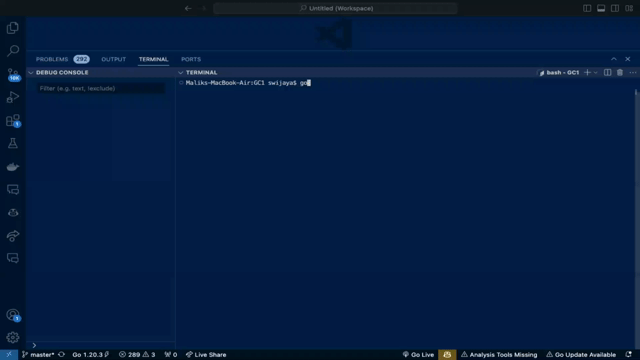 Untitled (Workspace)
PROBLEMS 292 OUTPUT TERMINAL PORTS
DEBUG CONSOLE
TERMINAL
bash - GC1
Filter (e.g. text, !exclude)
Maliks-MacBook-Air:GC1 swijaya$ go
10K
1
master* Go 1.20.3 289 3 0 Live Share
Go Live Analysis Tools Missing Go Update Available